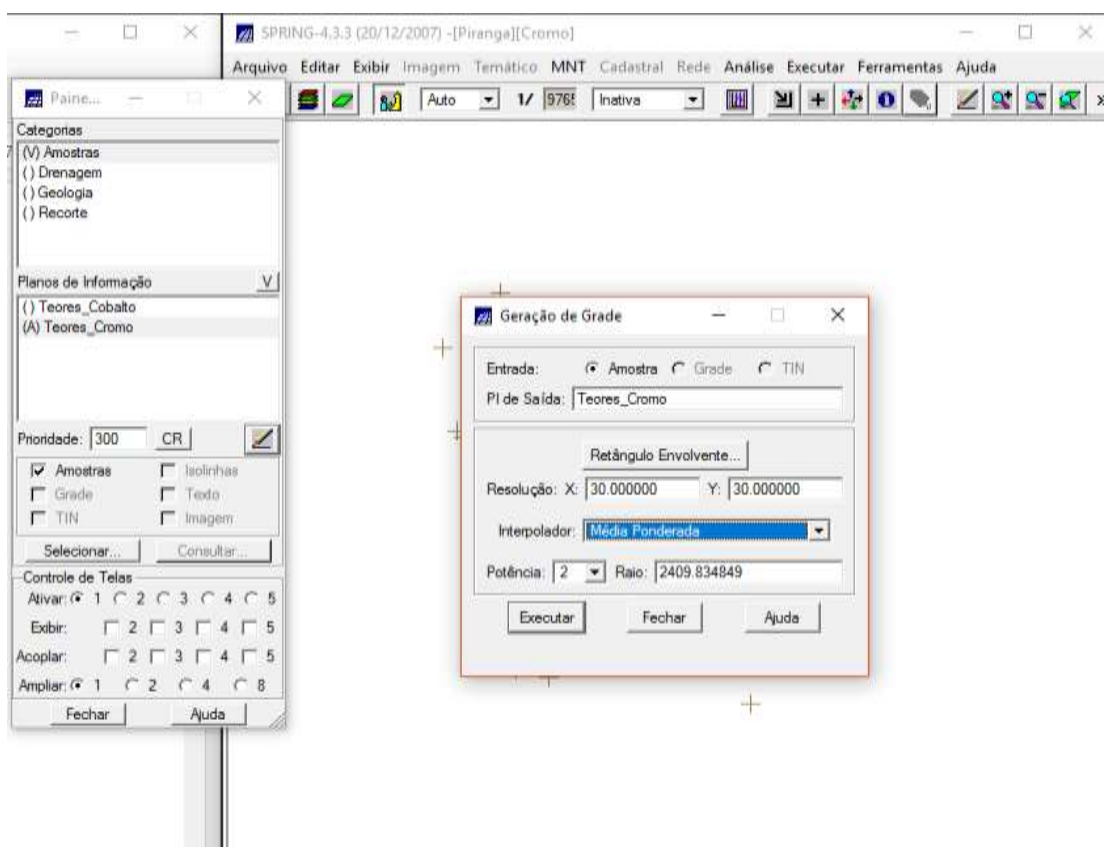 SPRING-4.3.3 (20/12/2007) -[Piranga][Cromo]
Arquivo Editar Exibir Imagem Temático MNT Cadastral Rede Análise Executar Ferramentas Ajuda
Auto 1/ 9765 Inativa »
Paine...
Categorias
(V) Amostras
() Drenagem
() Geologia
() Recorte
Planos de Informação V
() Teores_Cobalto
(A) Teores_Cromo
Prioridade: 300 CR
Amostras Isolinhas
Grade Texto
TIN Imagem
Selecionar... Consultar...
Controle de Telas
Ativar: 1 2 3 4 5
Exibir: 2 3 4 5
Acoplar: 2 3 4 5
Ampliar: 1 2 4 8
Fechar Ajuda
Geração de Grade
Entrada: Amostra Grade TIN
PI de Saída: Teores_Cromo
Retângulo Envolvente...
Resolução: X: 30.000000 Y: 30.000000
Interpolador: Média Ponderada
Potência: 2 Raio: 2409.834849
Executar Fechar Ajuda